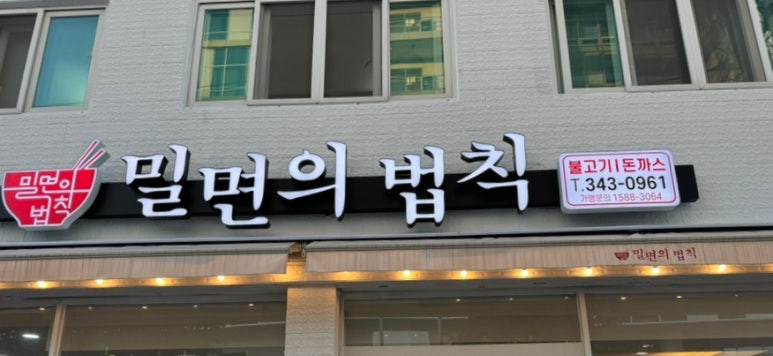 밀면의
법칙
밀면의 법칙
불고기 | 돈까스
T.343-0961
가맹문의 1588-3064
밀면의 법칙